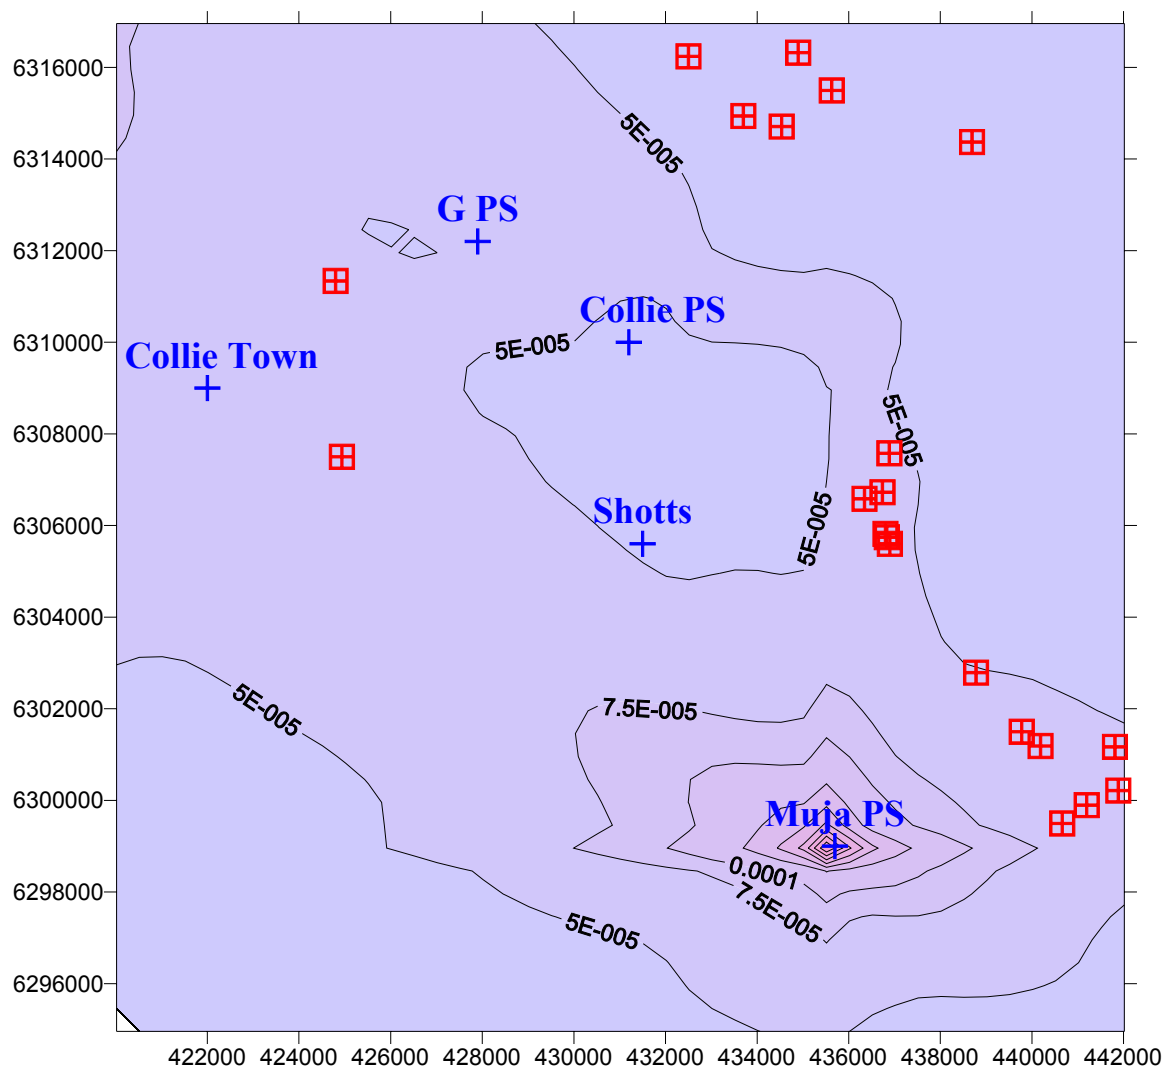 6316000
5E-005
6314000
G PS
6312000
Collie PS
6310000
5E-005
Collie Town
5E-005
6308000
Shotts
6306000
5E-005
6304000
5E-005
6302000
7.5E-005
6300000
Muja PS
0.0001
6298000
7.5E-005
5E-005
6296000
422000 424000 426000 428000 430000 432000 434000 436000 438000 440000 442000